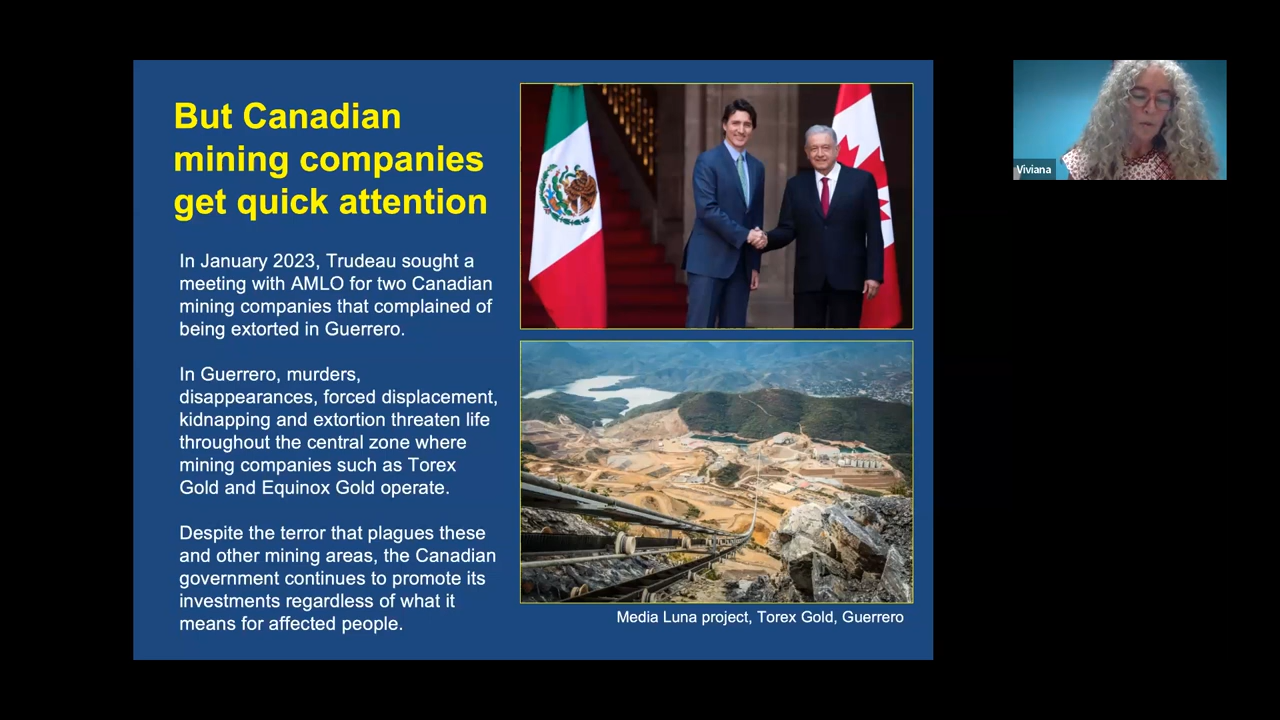 But Canadian
mining companies
get quick attention
In January 2023, Trudeau sought a
meeting with AMLO for two Canadian
mining companies that complained of
being extorted in Guerrero.
In Guerrero, murders,
disappearances, forced displacement,
kidnapping and extortion threaten life
throughout the central zone where
mining companies such as Torex
Gold and Equinox Gold operate.
Despite the terror that plagues these
and other mining areas, the Canadian
government continues to promote its
investments regardless of what it
means for affected people.
Media Luna project, Torex Gold, Guerrero
Viviana